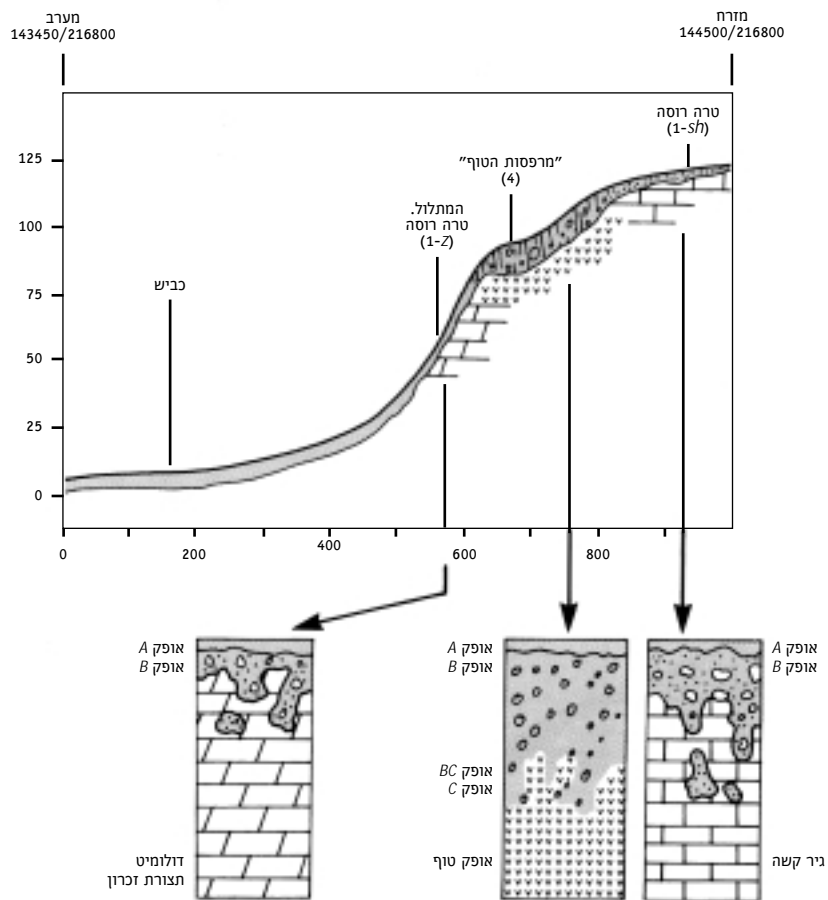 מערב
143450/216800
מזרח
144500/216800
טרה רוסה
(1-sh)
"מרפסות הטוף"
(4)
המתלול.
טרה רוסה
(1-Z)
כביש
125
100
75
50
25
0
0
200
400
600
800
אופק A
אופק B
דולומיט
תצורת זכרון
אופק A
אופק B
אופק BC
אופק C
אופק טוף
אופק A
אופק B
גיר קשה